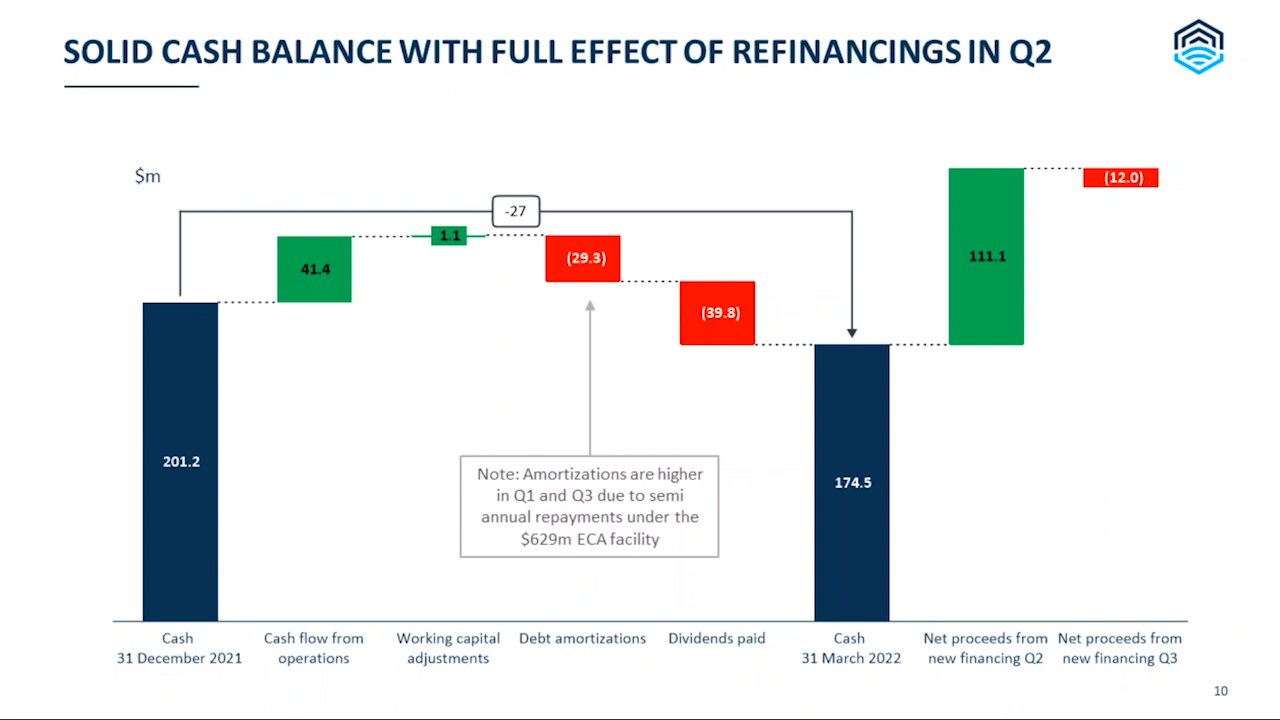 SOLID CASH BALANCE WITH FULL EFFECT OF REFINANCINGS IN Q2
$m
-27
201.2
41.4
1.1
(29.3)
(39.8)
174.5
111.1
(12.0)
Note: Amortizations are higher
in Q1 and Q3 due to semi
annual repayments under the
$629m ECA facility
Cash
31 December 2021
Cash flow from
operations
Working capital
adjustments
Debt amortizations
Dividends paid
Cash
31 March 2022
Net proceeds from
new financing Q2
Net proceeds from
new financing Q3
10